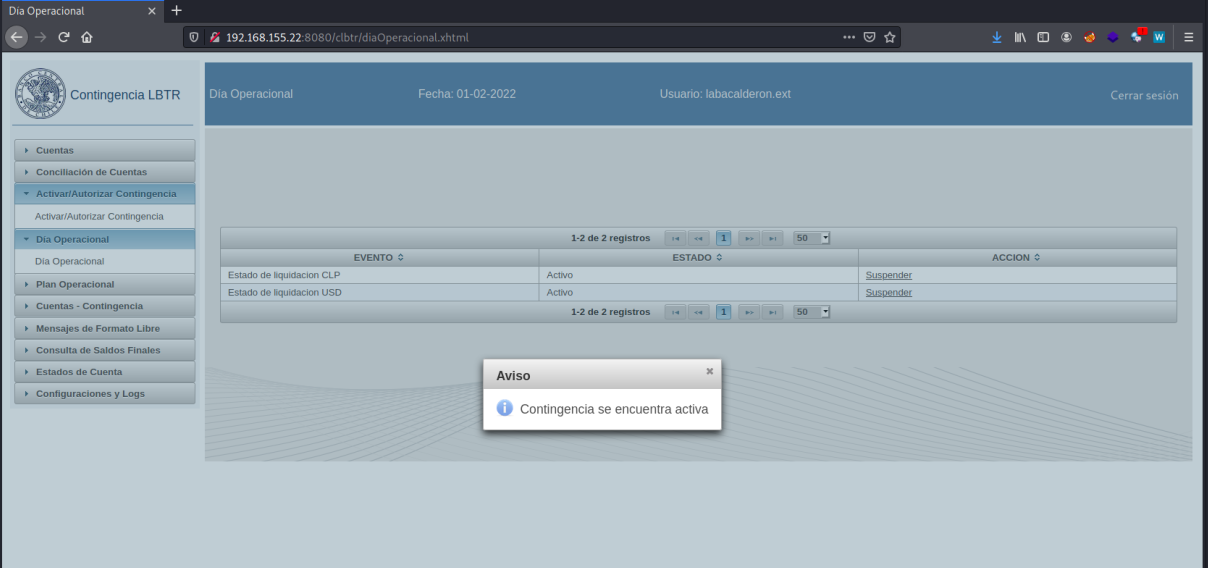 Día Operacional
192.168.155.22:8080/clbtr/diaOperacional.xhtml
W
Contingencia LBTR
Día Operacional Fecha: 01-02-2022 Usuario: labacalderon.ext Cerrar sesión
Cuentas
Conciliación de Cuentas
Activar/Autorizar Contingencia
Activar/Autorizar Contingencia
Día Operacional
Día Operacional
Plan Operacional
Cuentas - Contingencia
Mensajes de Formato Libre
Consulta de Saldos Finales
Estados de Cuenta
Configuraciones y Logs
1-2 de 2 registros 1 50
EVENTO ESTADO ACCION
Estado de liquidacion CLP Activo Suspender
Estado de liquidacion USD Activo Suspender
1-2 de 2 registros 1 50
Aviso
Contingencia se encuentra activa